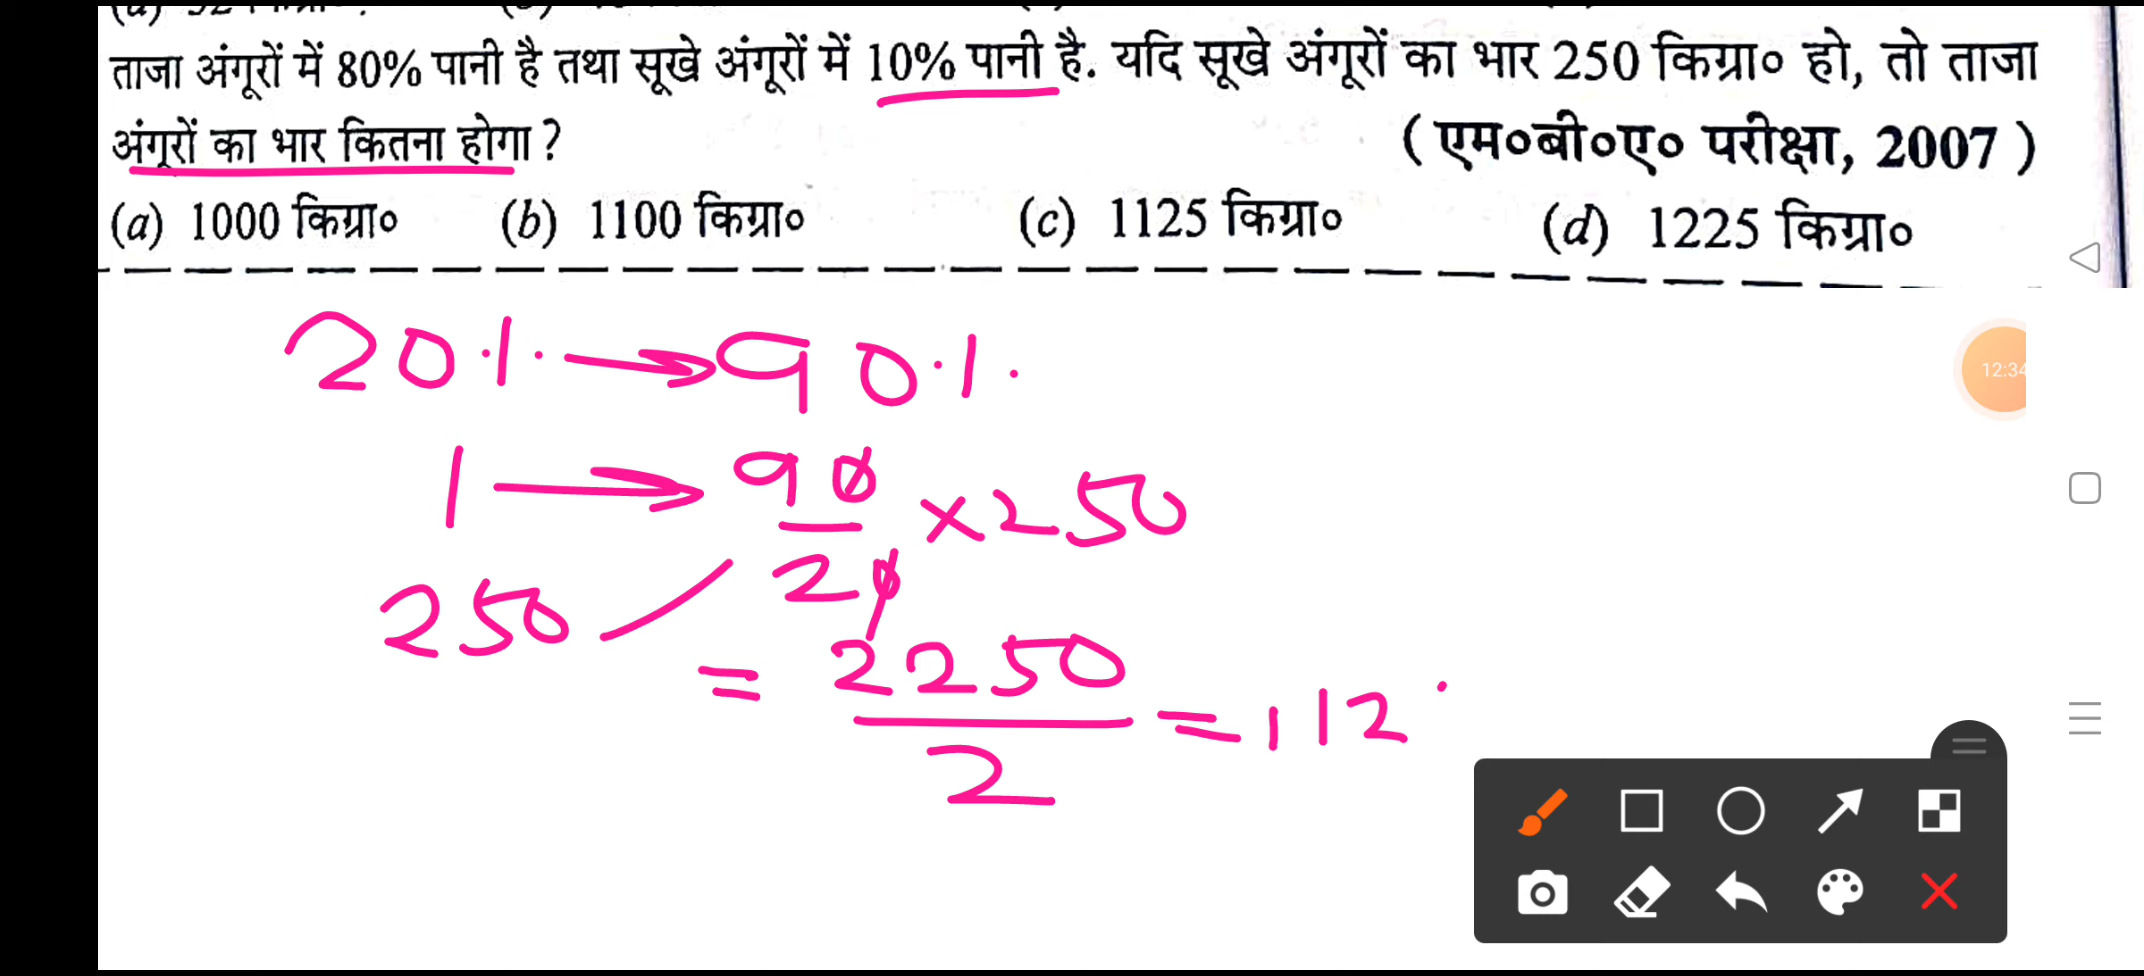 ताजा अंगूरों में 80% पानी है तथा सूखे अंगूरों में 10% पानी है. यदि सूखे अंगूरों का भार 250 किग्रा० हो, तो ताजा
अंगूरों का भार कितना होगा ?
( एम०बी०ए० परीक्षा, 2007 )
(a) 1000 किग्रा० (b) 1100 किग्रा० (c) 1125 किग्रा० (d) 1225 किग्रा०
20% → 90%
12:34
1 → 90 × 250
20
250
= 2250
2
= 112